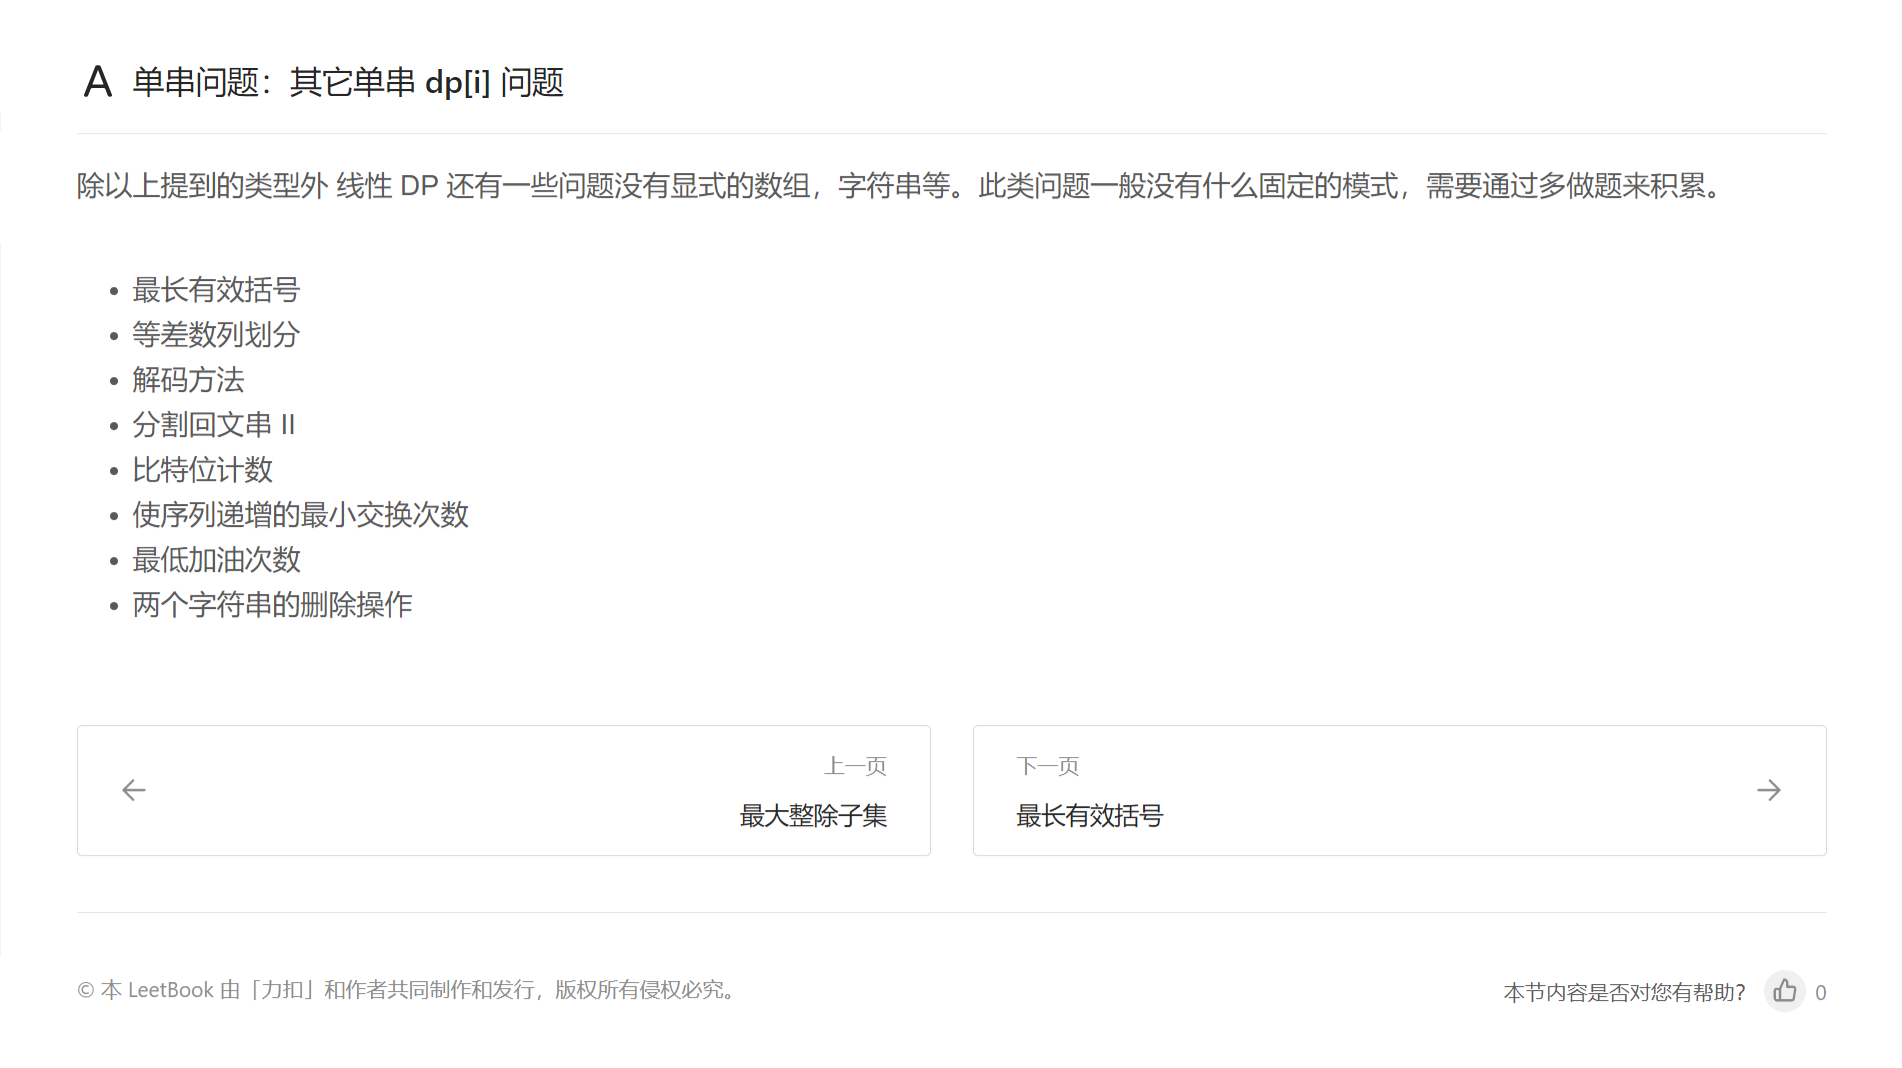 A 单串问题：其它单串 dp[i] 问题
除以上提到的类型外 线性 DP 还有一些问题没有显式的数组，字符串等。此类问题一般没有什么固定的模式，需要通过多做题来积累。
• 最长有效括号
• 等差数列划分
• 解码方法
• 分割回文串 II
• 比特位计数
• 使序列递增的最小交换次数
• 最低加油次数
• 两个字符串的删除操作
上一页
最大整除子集
下一页
最长有效括号
© 本 LeetBook 由「力扣」和作者共同制作和发行，版权所有侵权必究。
本节内容是否对您有帮助？ 0